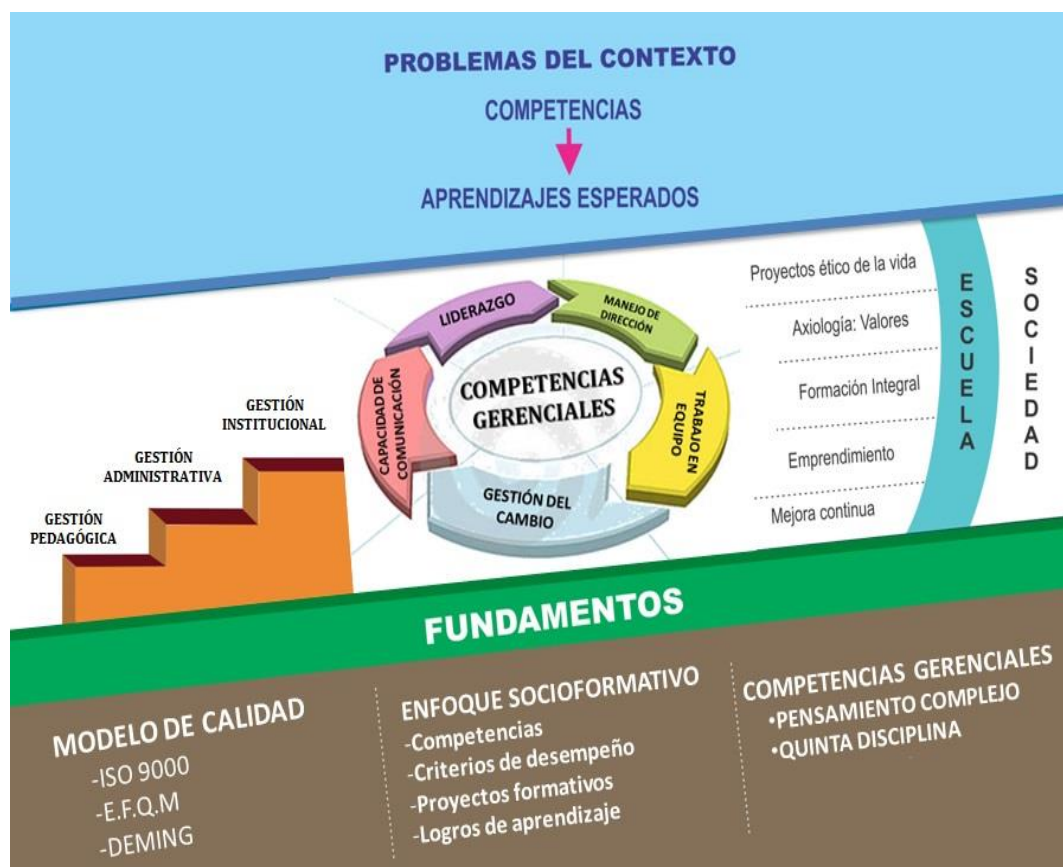 PROBLEMAS DEL CONTEXTO
COMPETENCIAS
APRENDIZAJES ESPERADOS
LIDERAZGO
MANEJO DE
DIRECCIÓN
TRABAJO EN
EQUIPO
GESTIÓN DEL
CAMBIO
CAPACIDAD DE
COMUNICACIÓN
COMPETENCIAS
GERENCIALES
GESTIÓN
INSTITUCIONAL
GESTIÓN
ADMINISTRATIVA
GESTIÓN
PEDAGÓGICA
Proyectos ético de la vida
Axiología: Valores
Formación Integral
Emprendimiento
Mejora continua
ESCUELA
SOCIEDAD
FUNDAMENTOS
MODELO DE CALIDAD
-ISO 9000
-E.F.Q.M
-DEMING
ENFOQUE SOCIOFORMATIVO
-Competencias
-Criterios de desempeño
-Proyectos formativos
-Logros de aprendizaje
COMPETENCIAS GERENCIALES
•PENSAMIENTO COMPLEJO
•QUINTA DISCIPLINA